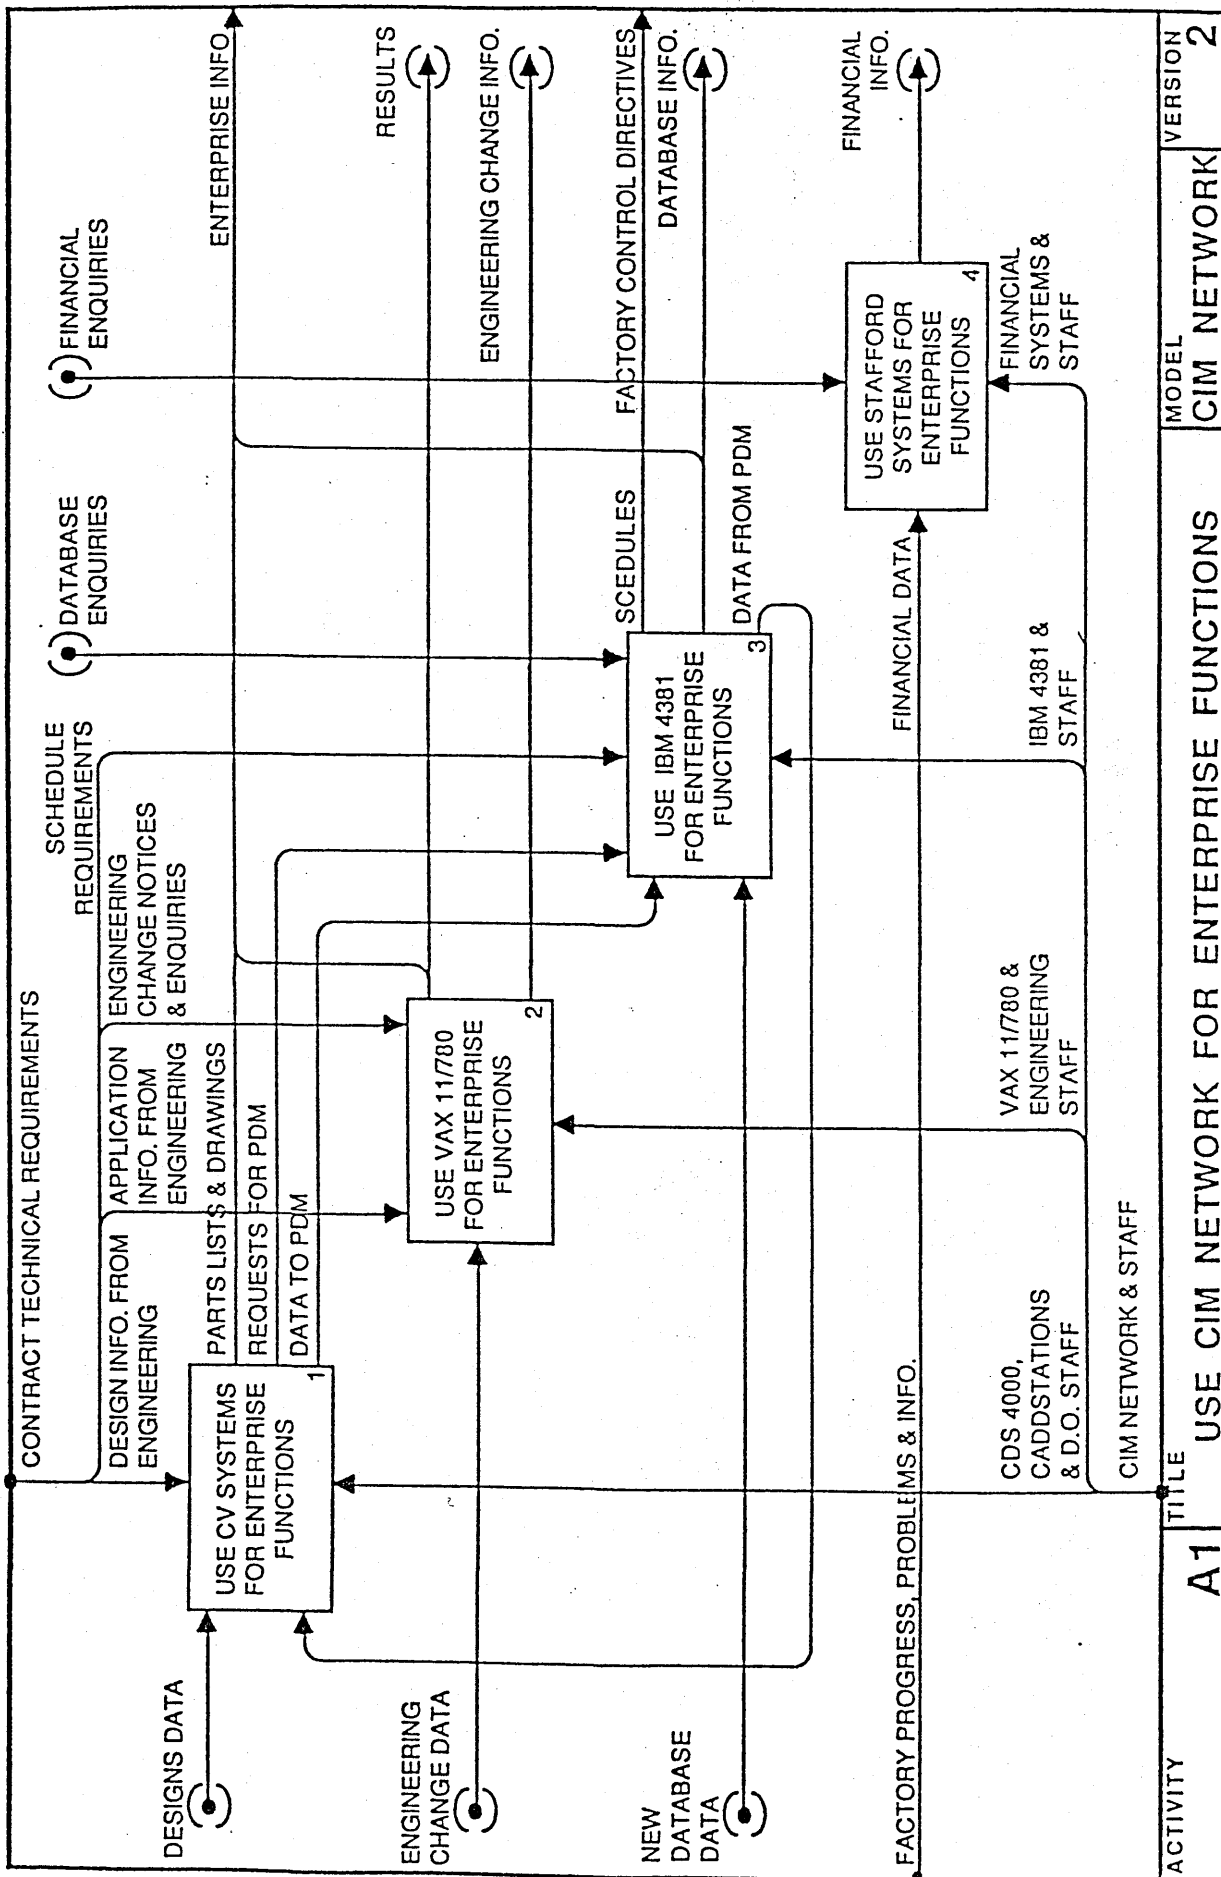 CONTRACT TECHNICAL REQUIREMENTS
SCHEDULE
REQUIREMENTS
DATABASE
ENQUIRIES
FINANCIAL
ENQUIRIES
DESIGN INFO. FROM
ENGINEERING
APPLICATION
INFO. FROM
ENGINEERING
ENGINEERING
CHANGE NOTICES
& ENQUIRIES
ENTERPRISE INFO.
DESIGNS DATA
USE CV SYSTEMS
FOR ENTERPRISE
FUNCTIONS
1
PARTS LISTS & DRAWINGS
REQUESTS FOR PDM
DATA TO PDM
RESULTS
ENGINEERING
CHANGE DATA
USE VAX 11/780
FOR ENTERPRISE
FUNCTIONS
2
ENGINEERING CHANGE INFO.
SCEDULES
FACTORY CONTROL DIRECTIVES
DATABASE INFO.
NEW
DATABASE
DATA
USE IBM 4381
FOR ENTERPRISE
FUNCTIONS
3
DATA FROM PDM
FINANCIAL
INFO.
FACTORY PROGRESS, PROBLEMS & INFO.
FINANCIAL DATA
USE STAFFORD
SYSTEMS FOR
ENTERPRISE
FUNCTIONS
4
CDS 4000,
CADDSTATIONS
& D.O. STAFF
VAX 11/780 &
ENGINEERING
STAFF
IBM 4381 &
STAFF
FINANCIAL
SYSTEMS &
STAFF
CIM NETWORK & STAFF
ACTIVITY
A1
TITLE
USE CIM NETWORK FOR ENTERPRISE FUNCTIONS
MODEL
CIM NETWORK
VERSION
2